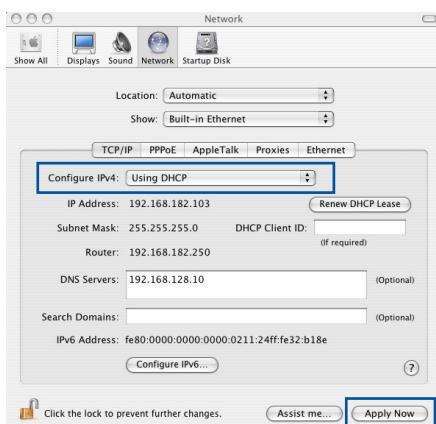 Network
Show All Displays Sound Network Startup Disk
Location: Automatic
Show: Built-in Ethernet
TCP/IP PPPoE AppleTalk Proxies Ethernet
Configure IPv4: Using DHCP
IP Address: 192.168.182.103 Renew DHCP Lease
Subnet Mask: 255.255.255.0 DHCP Client ID:
(If required)
Router: 192.168.182.250
DNS Servers: 192.168.128.10 (Optional)
Search Domains: (Optional)
IPv6 Address: fe80:0000:0000:0000:0211:24ff:fe32:b18e
Configure IPv6... ?
Click the lock to prevent further changes. Assist me... Apply Now